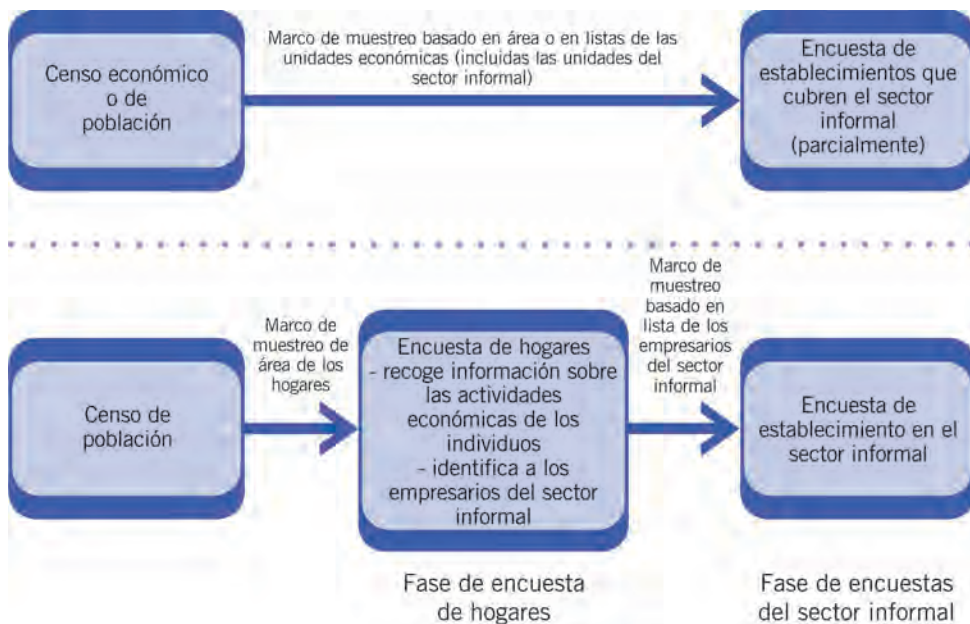 Censo económico
o de
población
Marco de muestreo basado en área o en listas de las
unidades económicas (incluidas las unidades del
sector informal)
Encuesta de
establecimientos que
cubren el sector
informal
(parcialmente)
Censo de
población
Marco de
muestreo de
área de los
hogares
Encuesta de hogares
- recoge información sobre
las actividades
económicas de los
individuos
- identifica a los
empresarios del sector
informal
Marco de
muestreo
basado en
lista de los
empresarios
del sector
informal
Encuesta de
establecimiento en el
sector informal
Fase de encuesta
de hogares
Fase de encuestas
del sector informal